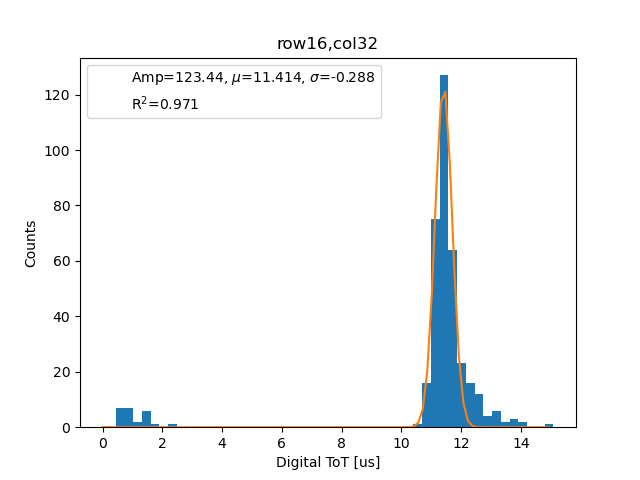 row16,col32
Amp=123.44, μ=11.414, σ=-0.288
R²=0.971
Counts
120
100
80
60
40
20
0
0 2 4 6 8 10 12 14
Digital ToT [us]